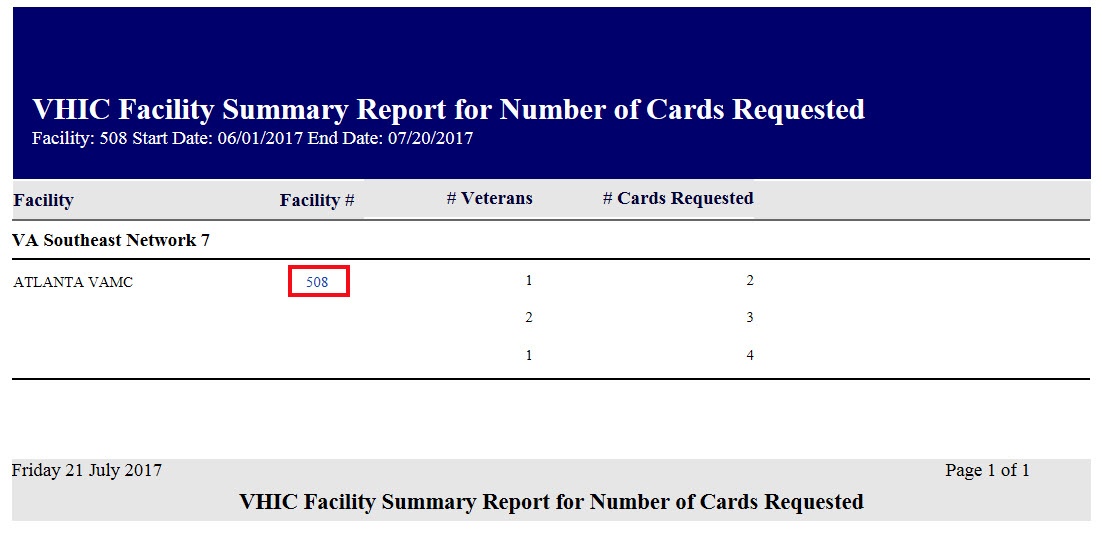 VHIC Facility Summary Report for Number of Cards Requested
Facility: 508 Start Date: 06/01/2017 End Date: 07/20/2017
Facility Facility # # Veterans # Cards Requested
VA Southeast Network 7
ATLANTA VAMC 508 1 2
2 3
1 4
Friday 21 July 2017 Page 1 of 1
VHIC Facility Summary Report for Number of Cards Requested